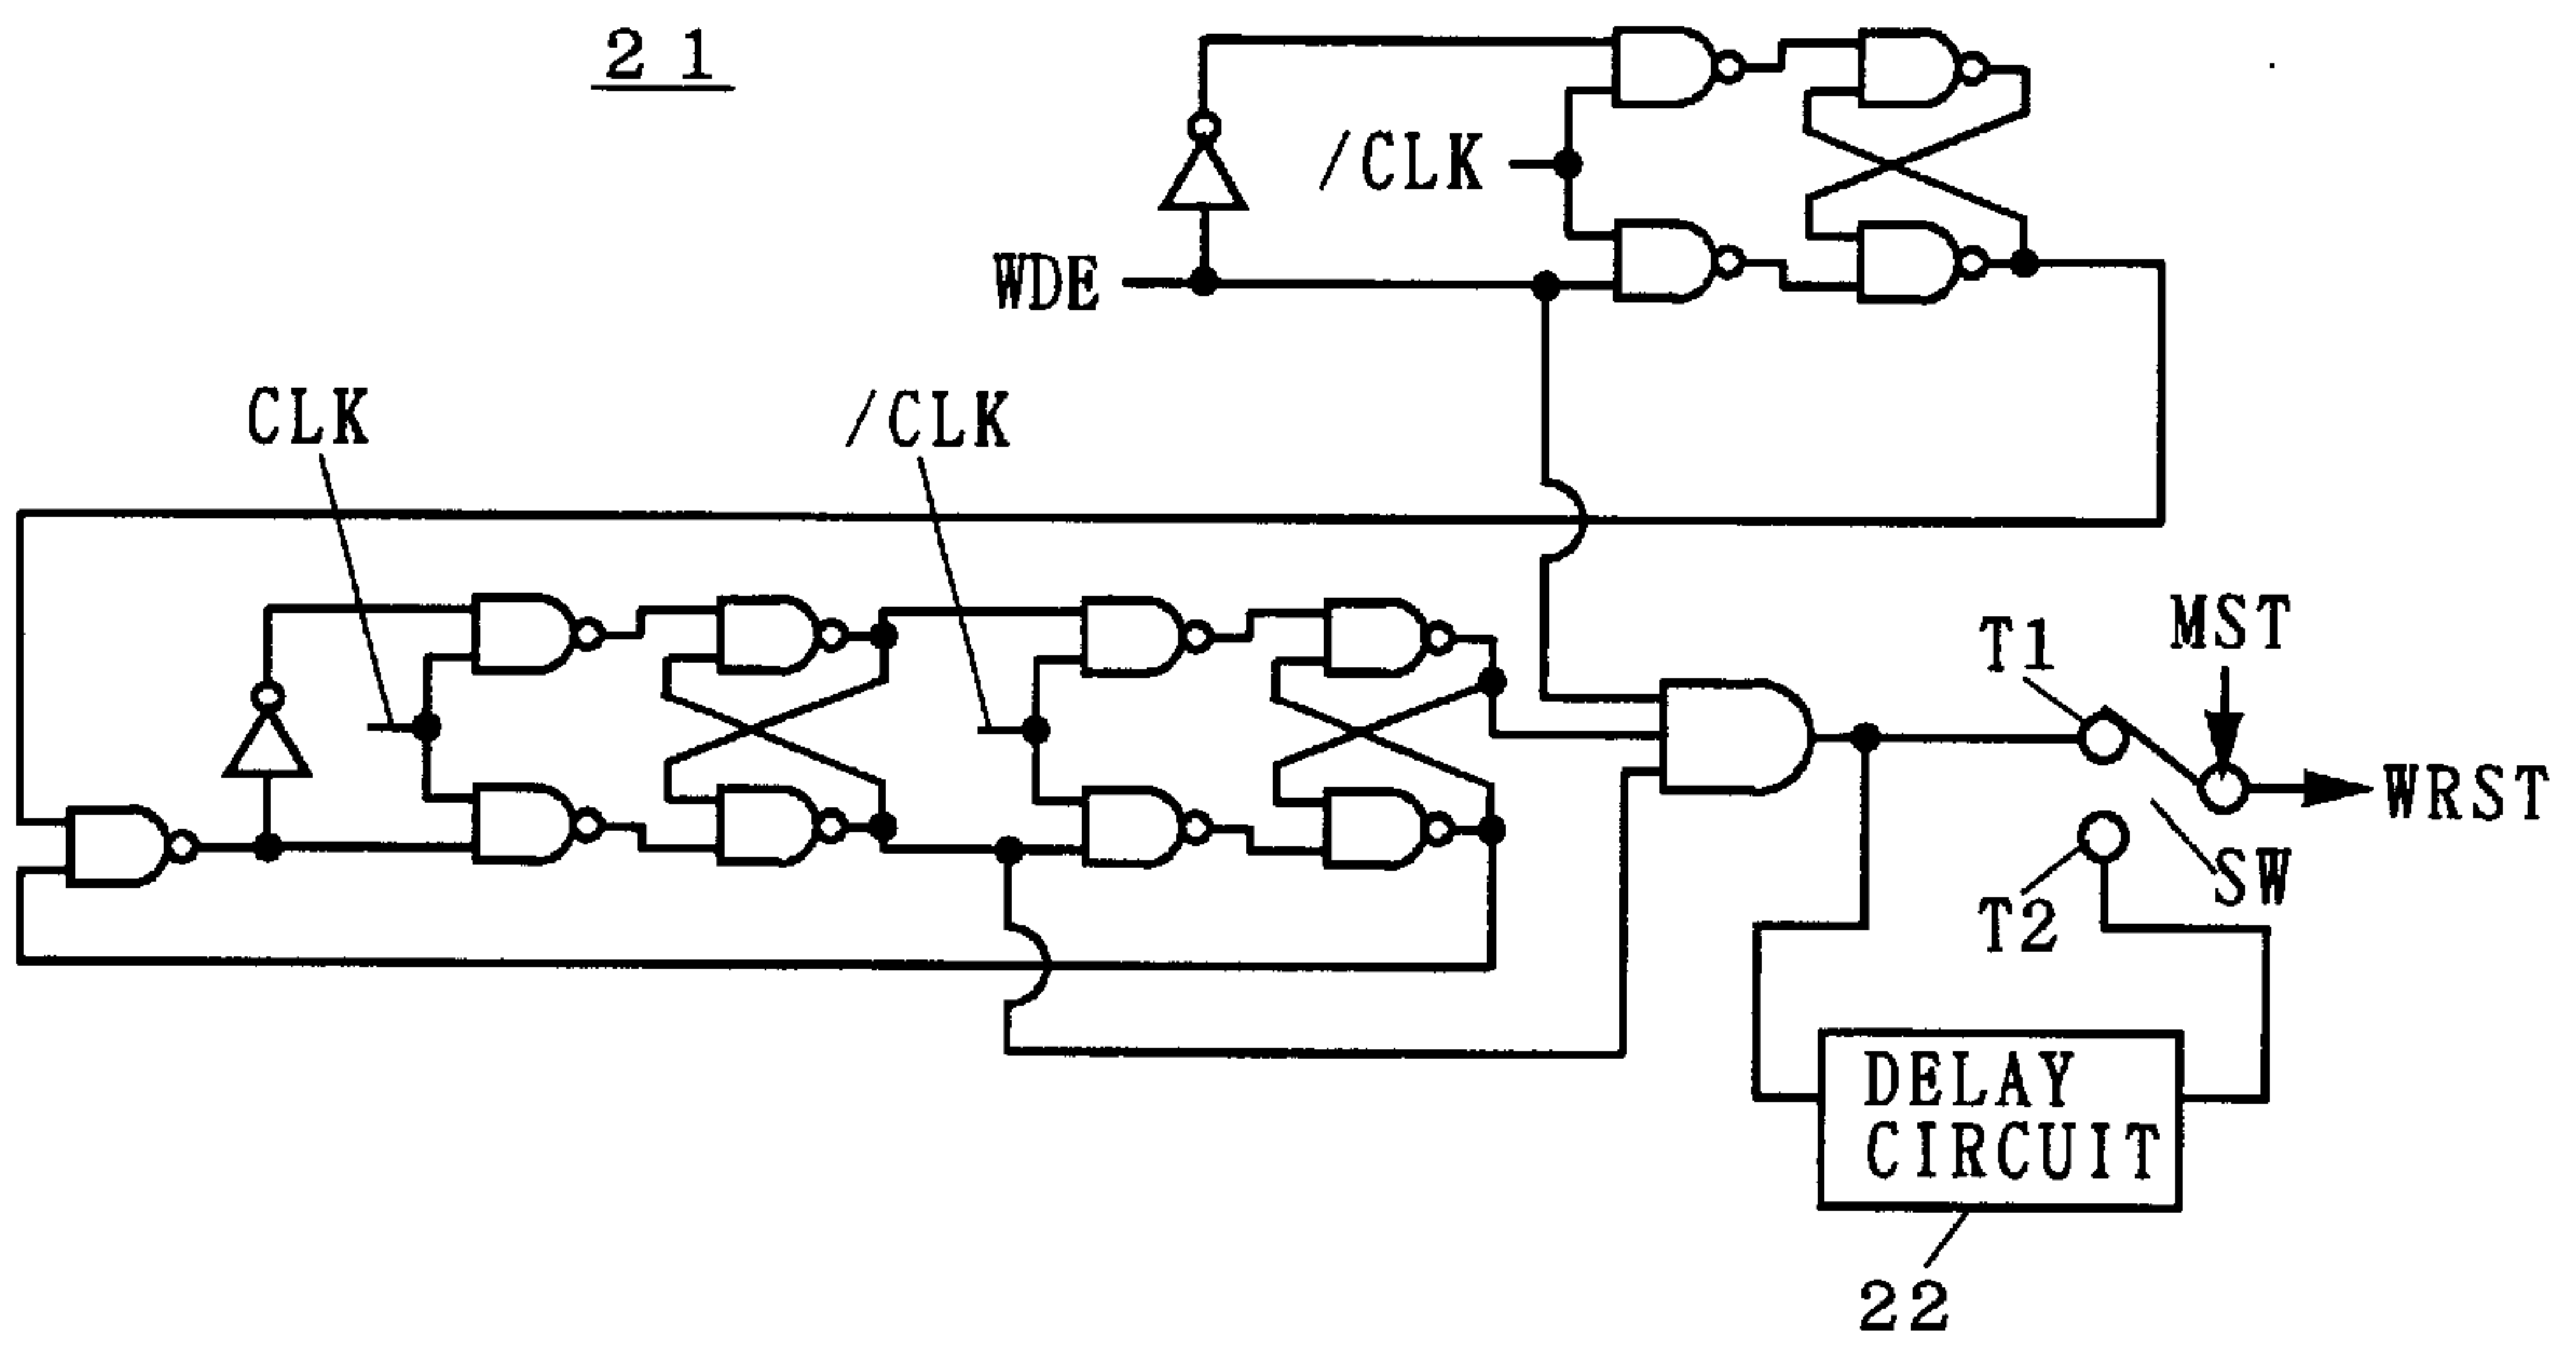 21
/CLK
WDE
CLK
/CLK
MST
T1
WRST
SW
T2
DELAY
CIRCUIT
22